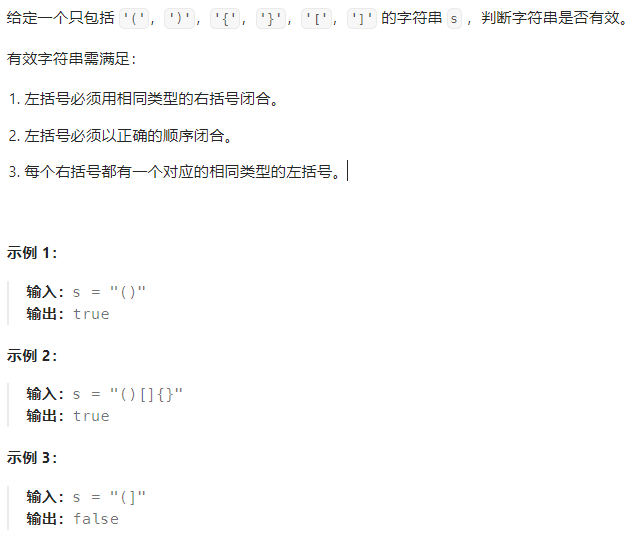 给定一个只包括 '('，')'，'{'，'}'，'['，']' 的字符串 s ，判断字符串是否有效。
有效字符串需满足：
1. 左括号必须用相同类型的右括号闭合。
2. 左括号必须以正确的顺序闭合。
3. 每个右括号都有一个对应的相同类型的左括号。
示例 1：
输入：s = "()"
输出：true
示例 2：
输入：s = "()[]{}"
输出：true
示例 3：
输入：s = "(]"
输出：false